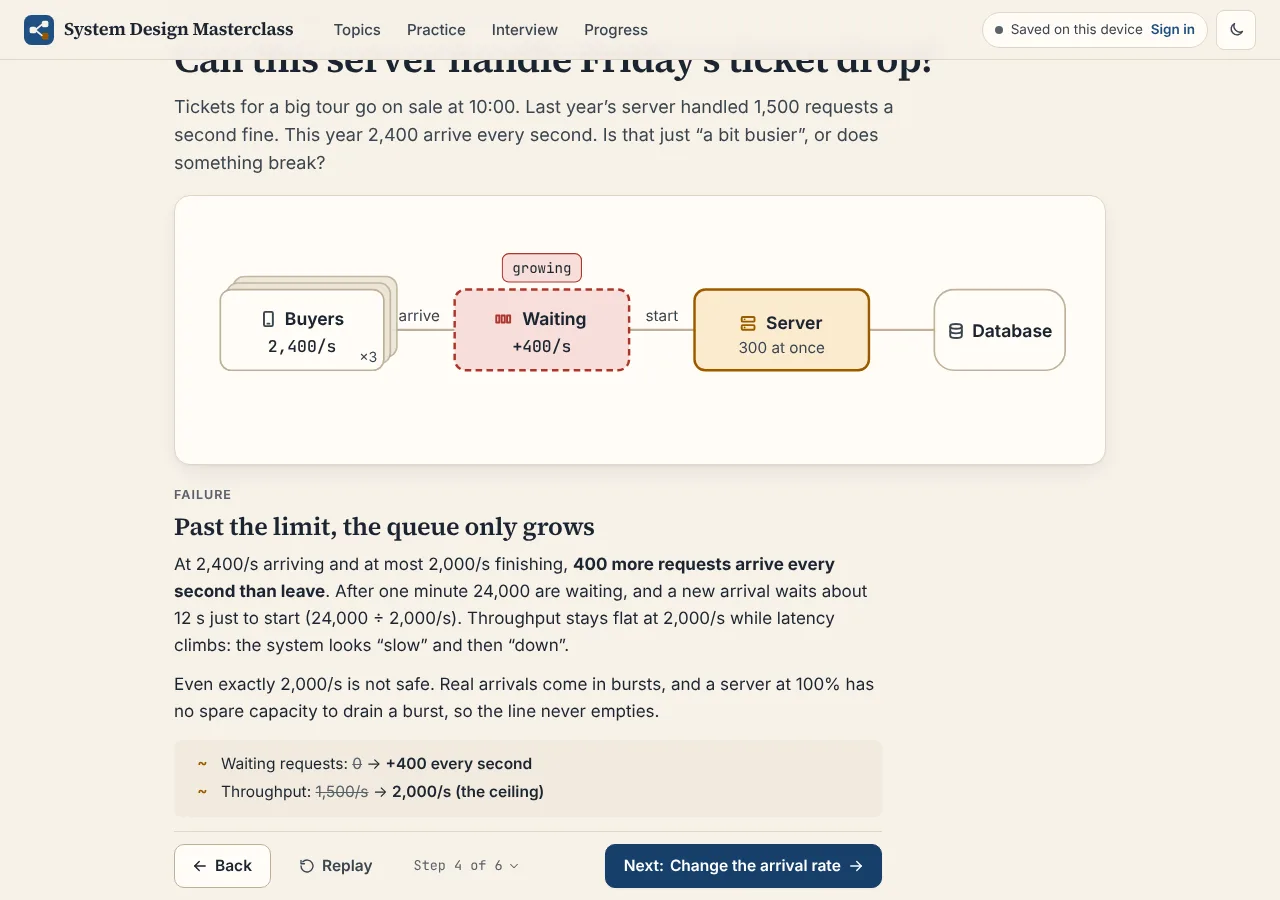 System Design Masterclass
Topics
Practice
Interview
Progress
Saved on this device Sign in
Can this server handle Friday’s ticket drop?
Tickets for a big tour go on sale at 10:00. Last year’s server handled 1,500 requests a
second fine. This year 2,400 arrive every second. Is that just “a bit busier”, or does
something break?
growing
Buyers
2,400/s
×3
arrive
Waiting
+400/s
start
Server
300 at once
Database
FAILURE
Past the limit, the queue only grows
At 2,400/s arriving and at most 2,000/s finishing, 400 more requests arrive every
second than leave. After one minute 24,000 are waiting, and a new arrival waits about
12 s just to start (24,000 ÷ 2,000/s). Throughput stays flat at 2,000/s while latency
climbs: the system looks “slow” and then “down”.
Even exactly 2,000/s is not safe. Real arrivals come in bursts, and a server at 100% has
no spare capacity to drain a burst, so the line never empties.
~ Waiting requests: 0 → +400 every second
~ Throughput: 1,500/s → 2,000/s (the ceiling)
← Back
Replay
Step 4 of 6
Next: Change the arrival rate →